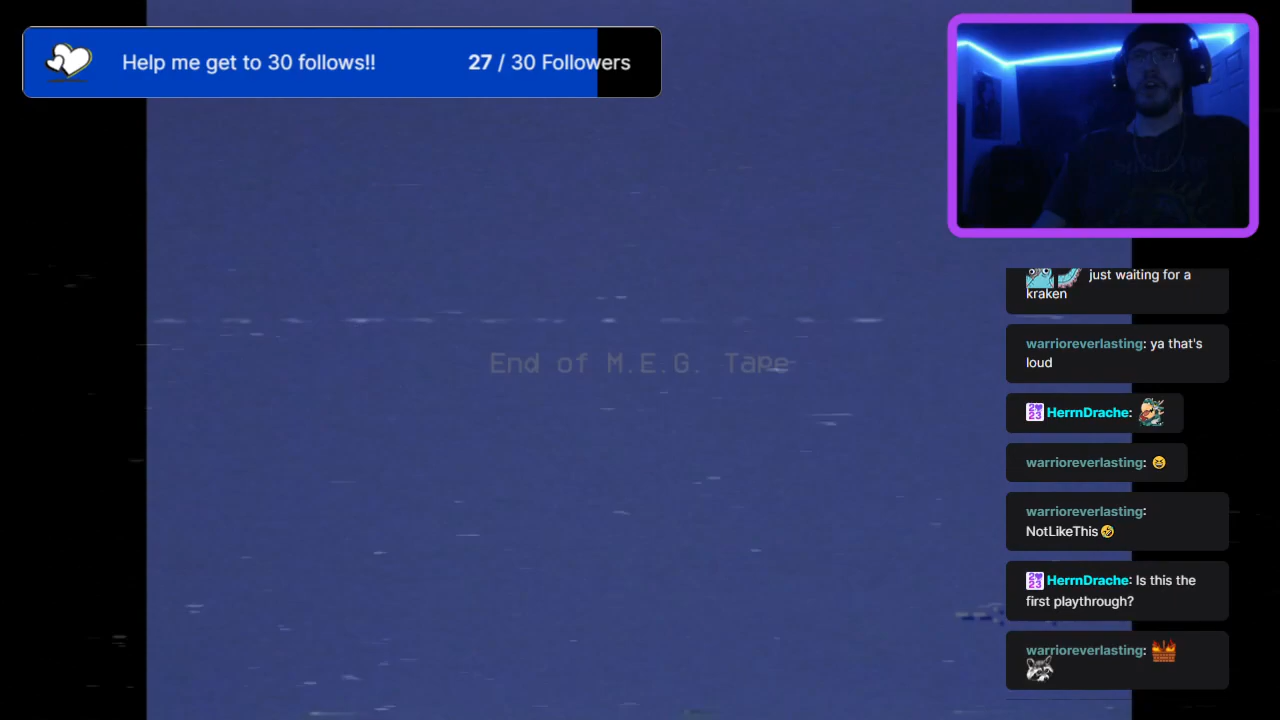 Help me get to 30 follows!! 27 / 30 Followers
End of M.E.G. Tape
just waiting for a
kraken
warrioreverlasting: ya that's
loud
HerrnDrache:
warrioreverlasting:
warrioreverlasting:
NotLikeThis
HerrnDrache: Is this the
first playthrough?
warrioreverlasting: